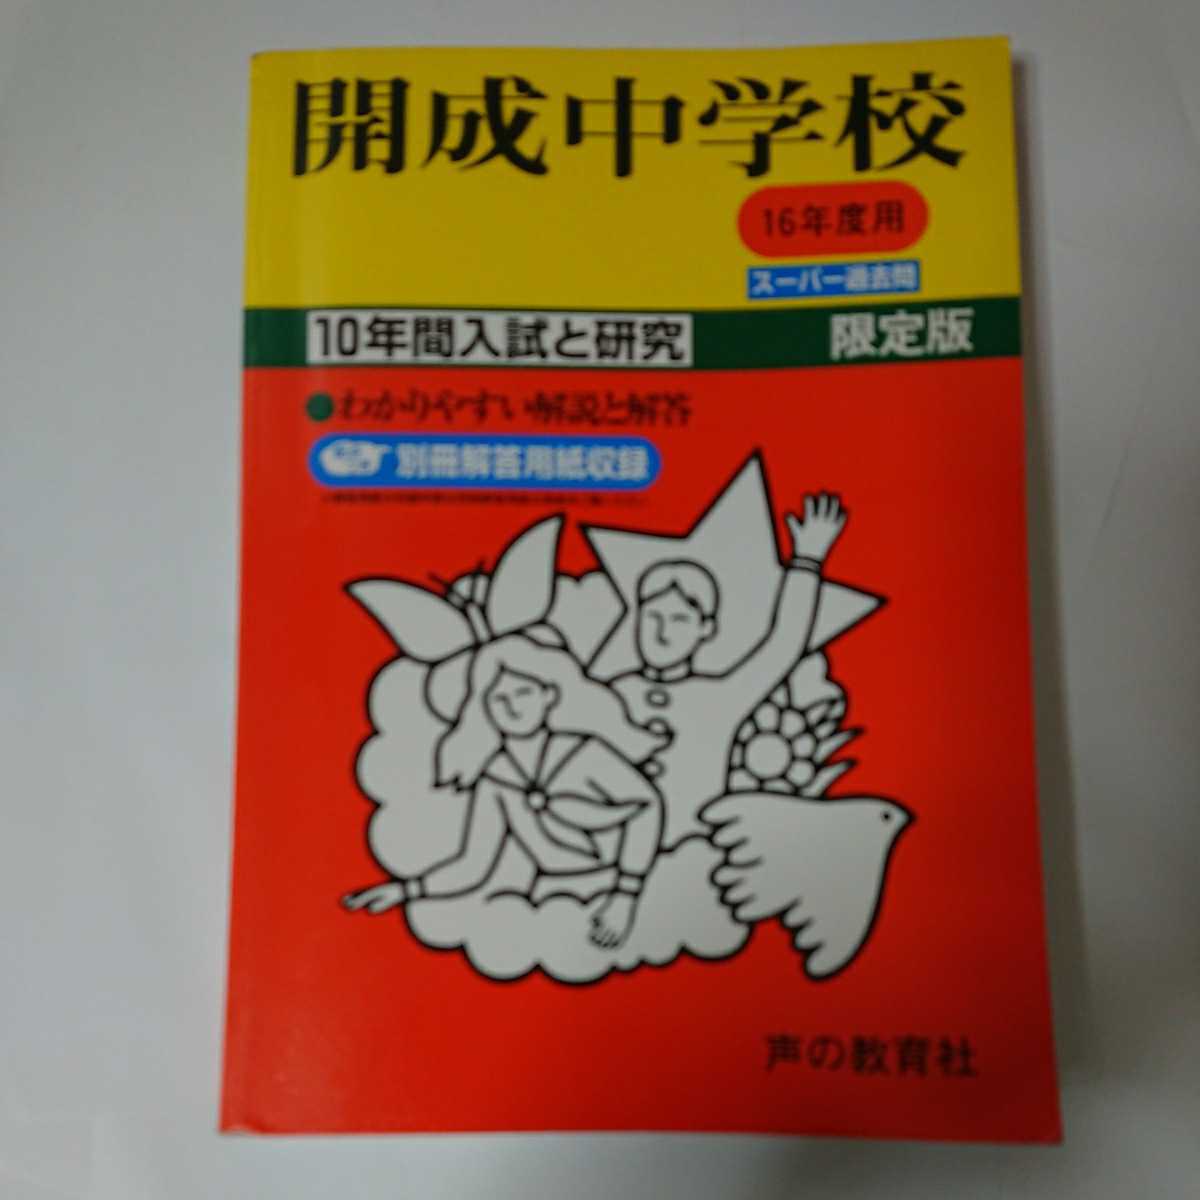 開成中学校
16年度用
スーパー過去問
10年間入試と研究
限定版
●わかりやすい解説と解答
別冊解答用紙収録
声の教育社